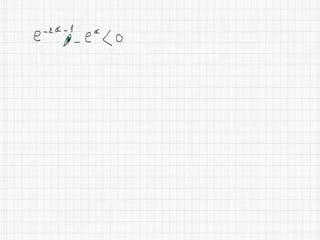 e^{-2x-1} - e^x < 0